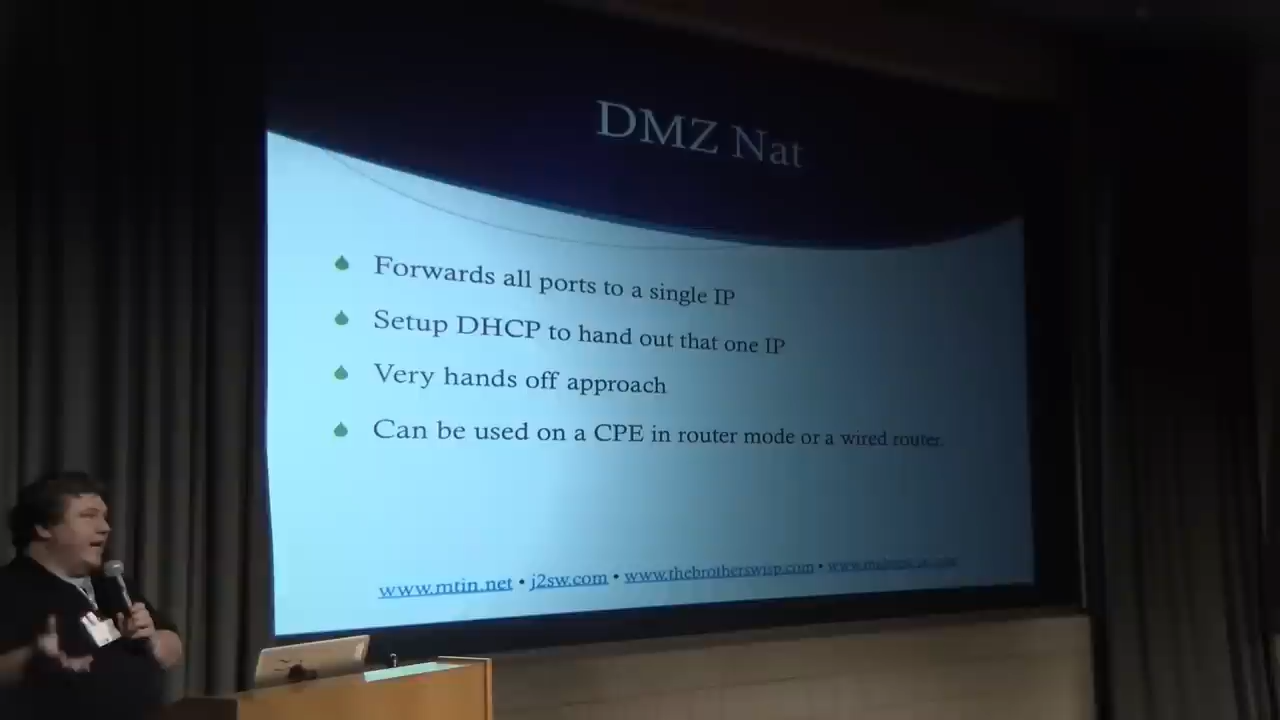 DMZ Nat
Forwards all ports to a single IP
Setup DHCP to hand out that one IP
Very hands off approach
Can be used on a CPE in router mode or a wired router.
www.mtin.net • j2sw.com • www.thebrotherswisp.com •